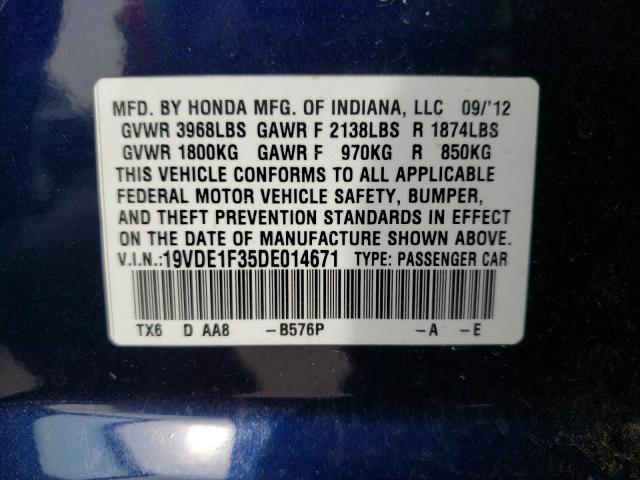 MFD. BY HONDA MFG. OF INDIANA, LLC 09/'12
GVWR 3968LBS GAWR F 2138LBS R 1874LBS
GVWR 1800KG GAWR F 970KG R 850KG
THIS VEHICLE CONFORMS TO ALL APPLICABLE
FEDERAL MOTOR VEHICLE SAFETY, BUMPER,
AND THEFT PREVENTION STANDARDS IN EFFECT
ON THE DATE OF MANUFACTURE SHOWN ABOVE.
V.I.N.:19VDE1F35DE014671 TYPE: PASSENGER CAR
TX6 D AA8 -B576P -A -E